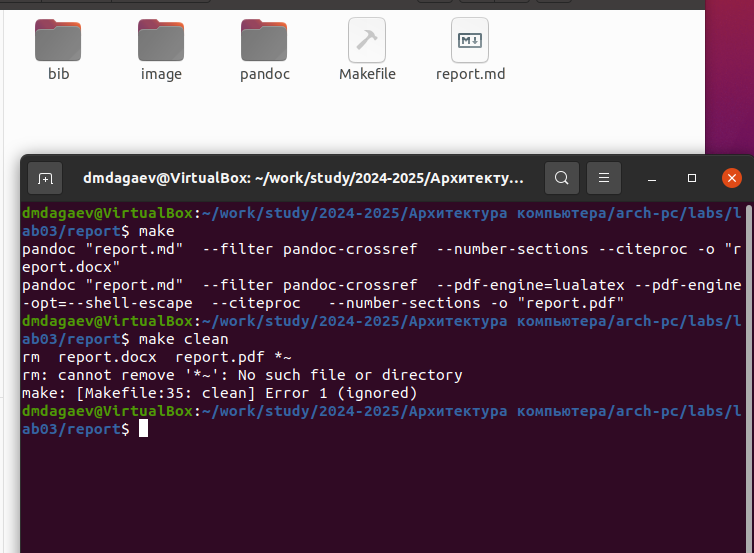 bib image pandoc Makefile report.md
M
dmdagaev@VirtualBox: ~/work/study/2024-2025/Архитекту...
dmdagaev@VirtualBox:~/work/study/2024-2025/Архитектура компьютера/arch-pc/labs/l
ab03/report$ make
pandoc "report.md"  --filter pandoc-crossref  --number-sections --citeproc -o "r
eport.docx"
pandoc "report.md"  --filter pandoc-crossref  --pdf-engine=lualatex --pdf-engine
-opt=--shell-escape  --citeproc   --number-sections -o "report.pdf"
dmdagaev@VirtualBox:~/work/study/2024-2025/Архитектура компьютера/arch-pc/labs/l
ab03/report$ make clean
rm  report.docx  report.pdf *~
rm: cannot remove '*~': No such file or directory
make: [Makefile:35: clean] Error 1 (ignored)
dmdagaev@VirtualBox:~/work/study/2024-2025/Архитектура компьютера/arch-pc/labs/l
ab03/report$